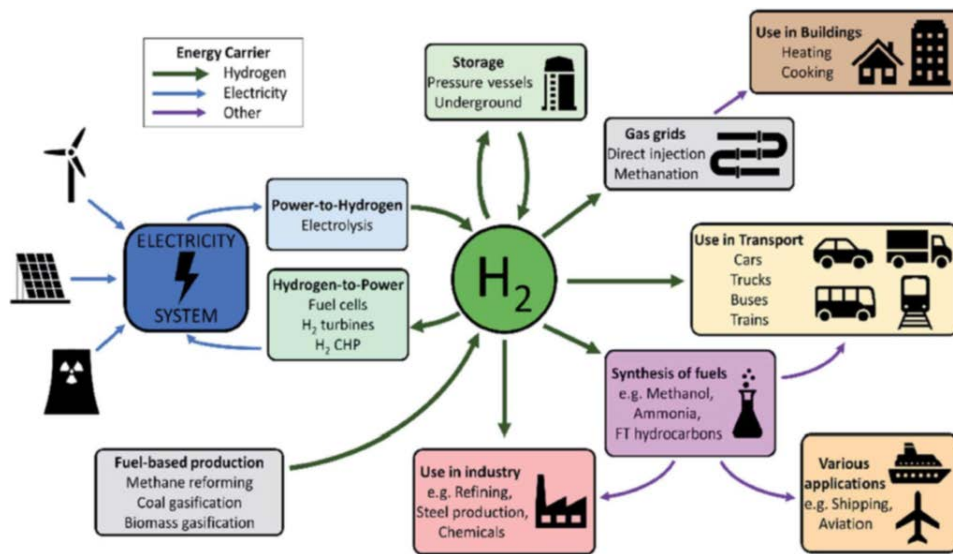 Energy Carrier
Hydrogen
Electricity
Other
Storage
Pressure vessels
Underground
Use in Buildings
Heating
Cooking
Gas grids
Direct injection
Methanation
Power-to-Hydrogen
Electrolysis
ELECTRICITY
SYSTEM
Hydrogen-to-Power
Fuel cells
H₂ turbines
H₂ CHP
H₂
Use in Transport
Cars
Trucks
Buses
Trains
Synthesis of fuels
e.g. Methanol,
Ammonia,
FT hydrocarbons
Fuel-based production
Methane reforming
Coal gasification
Biomass gasification
Use in industry
e.g. Refining,
Steel production,
Chemicals
Various
applications
e.g. Shipping,
Aviation